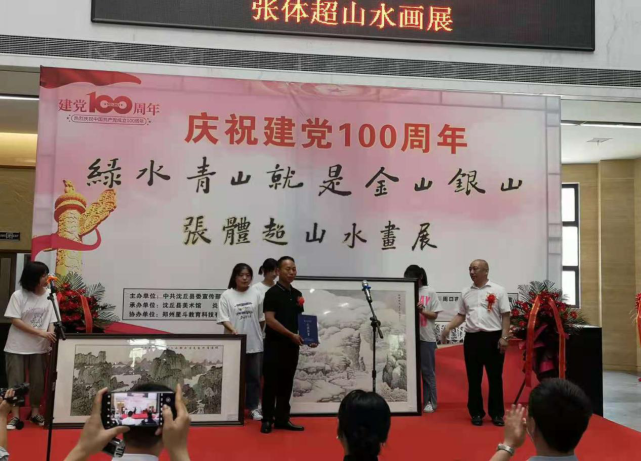 张体超山水画展
建党100周年
庆祝建党100周年
綠水青山就是金山銀山
張體超山水畫展
主办单位：中共沈丘县委宣传部
承办单位：沈丘县美术馆
协办单位：郑州星斗教育科技